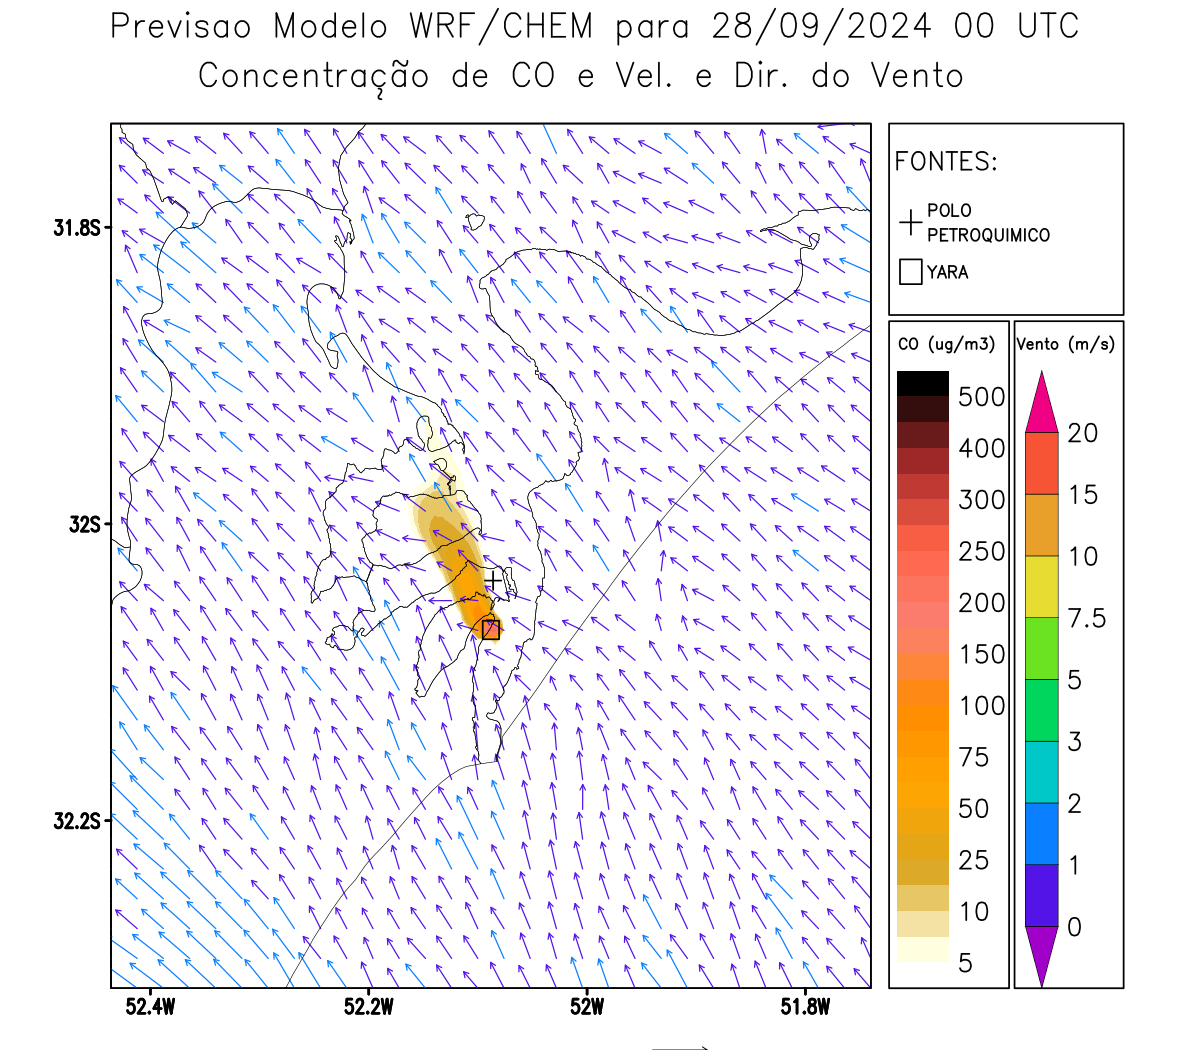 Previsao Modelo WRF/CHEM para 28/09/2024 00 UTC
Concentração de CO e Vel. e Dir. do Vento
FONTES:
POLO
PETROQUIMICO
YARA
CO (ug/m3)
500
400
300
250
200
150
100
75
50
25
10
5
Vento (m/s)
20
15
10
7.5
5
3
2
1
0
31.8S
32S
32.2S
52.4W 52.2W 52W 51.8W